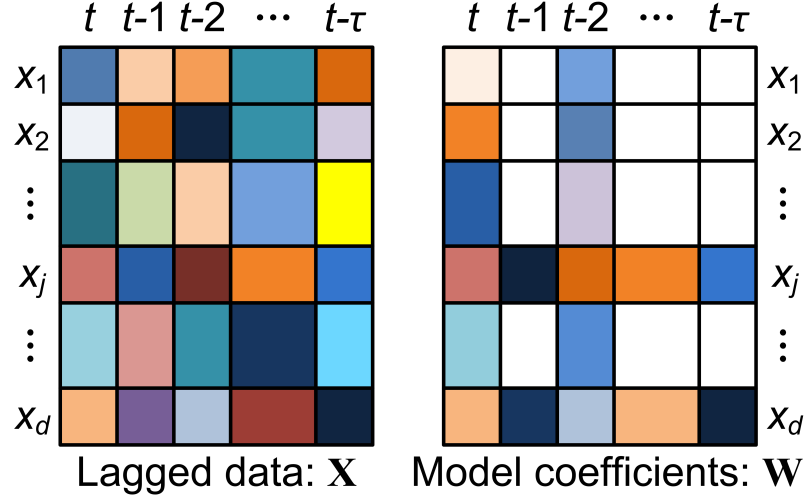 t t-1 t-2 ··· t-τ t t-1 t-2 ··· t-τ
x1 x1
x2 x2
⋮ ⋮
xj xj
⋮ ⋮
xd xd
Lagged data: X Model coefficients: W